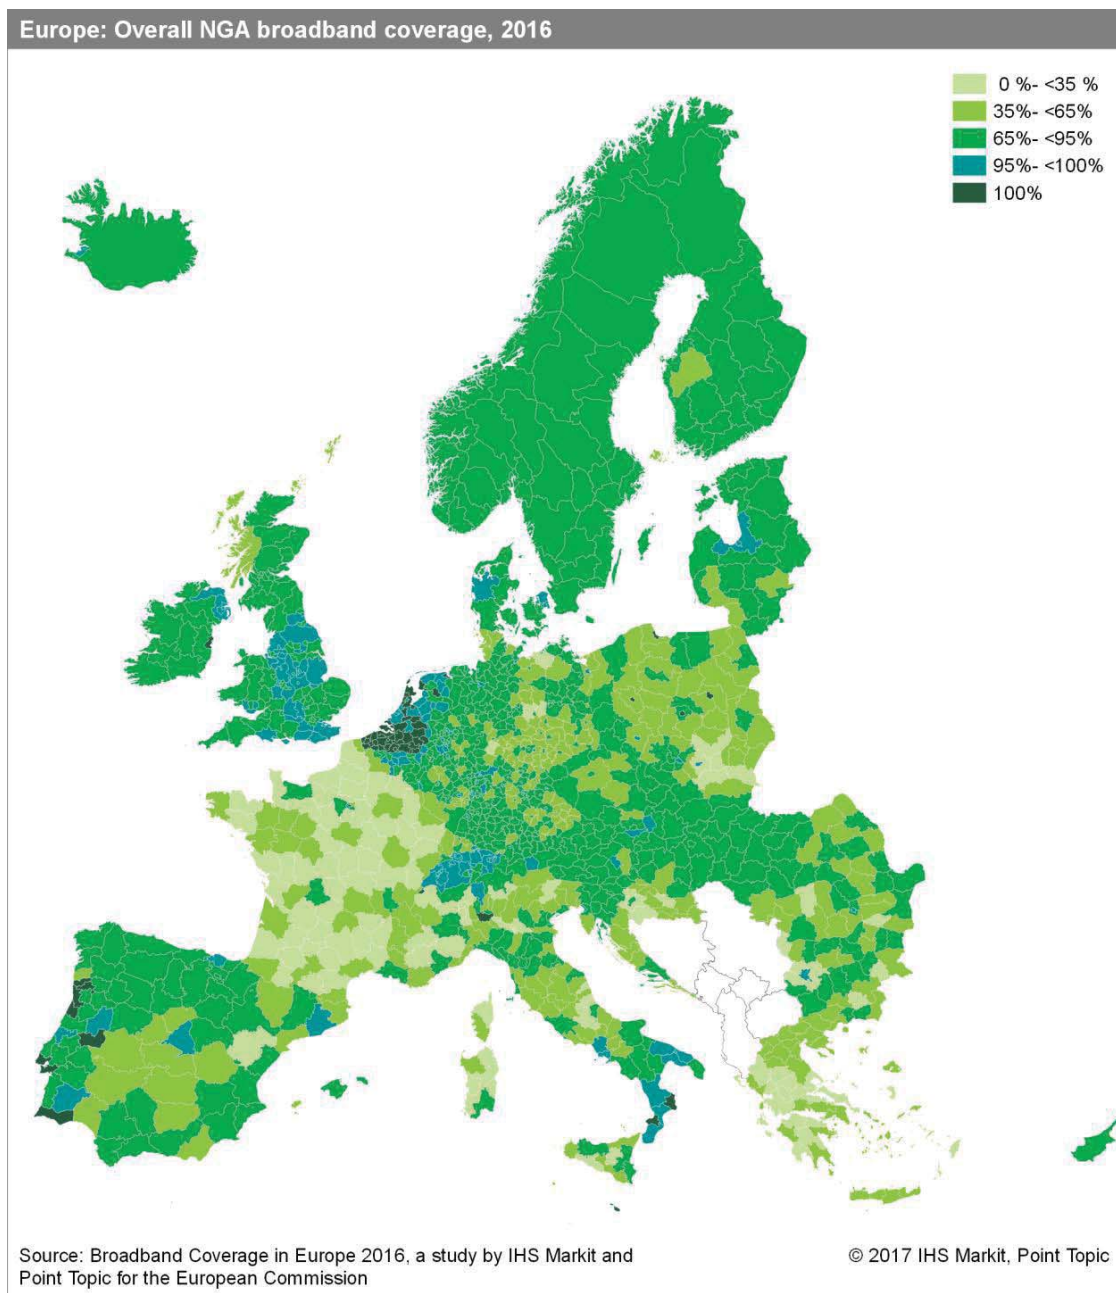 Europe: Overall NGA broadband coverage, 2016
0 %- <35 %
35%- <65%
65%- <95%
95%- <100%
100%
Source: Broadband Coverage in Europe 2016, a study by IHS Markit and
Point Topic for the European Commission
© 2017 IHS Markit, Point Topic